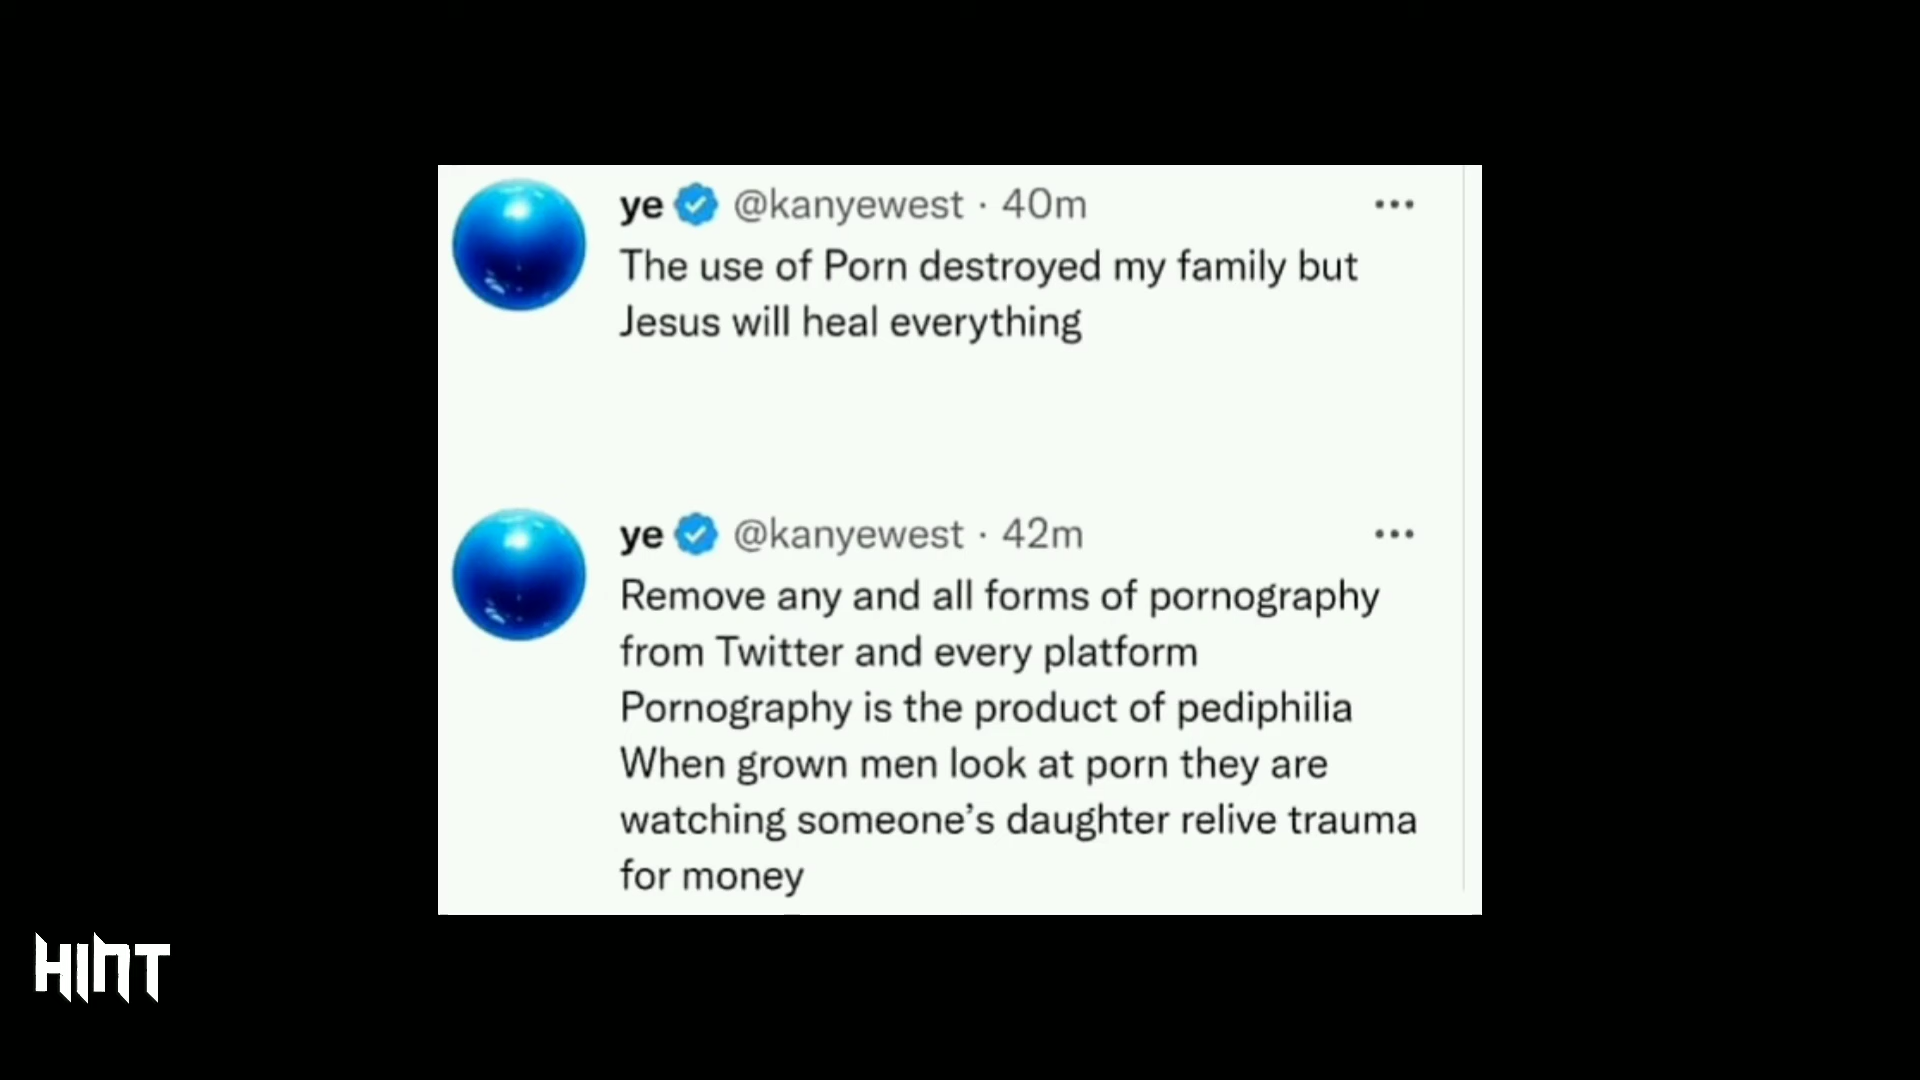 ye @kanyewest · 40m
The use of Porn destroyed my family but
Jesus will heal everything
ye @kanyewest · 42m
Remove any and all forms of pornography
from Twitter and every platform
Pornography is the product of pediphilia
When grown men look at porn they are
watching someone’s daughter relive trauma
for money
HINT